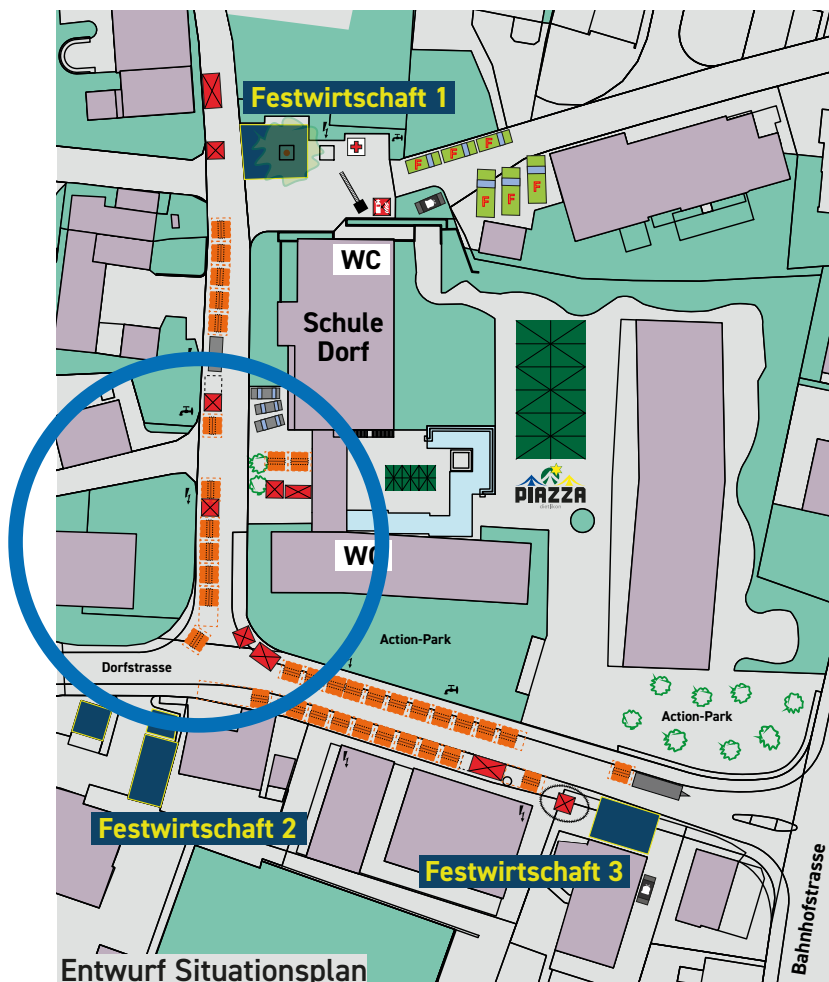 Festwirtschaft 1
F F F
F F F
WC
Schule
Dorf
PIAZZA
WC
Action-Park
Dorfstrasse
Action-Park
Festwirtschaft 2
Festwirtschaft 3
Bahnhofstrasse
Entwurf Situationsplan